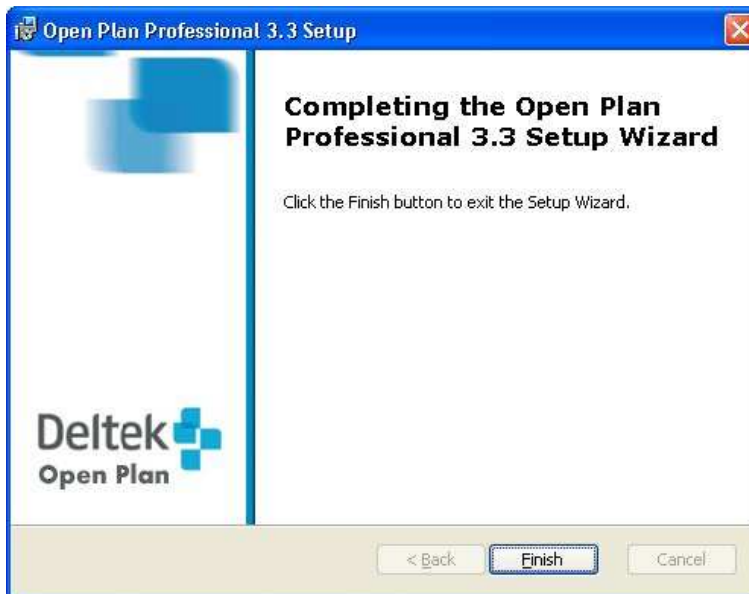 Open Plan Professional 3.3 Setup
Completing the Open Plan
Professional 3.3 Setup Wizard
Click the Finish button to exit the Setup Wizard.
Deltek
Open Plan
< Back
Finish
Cancel